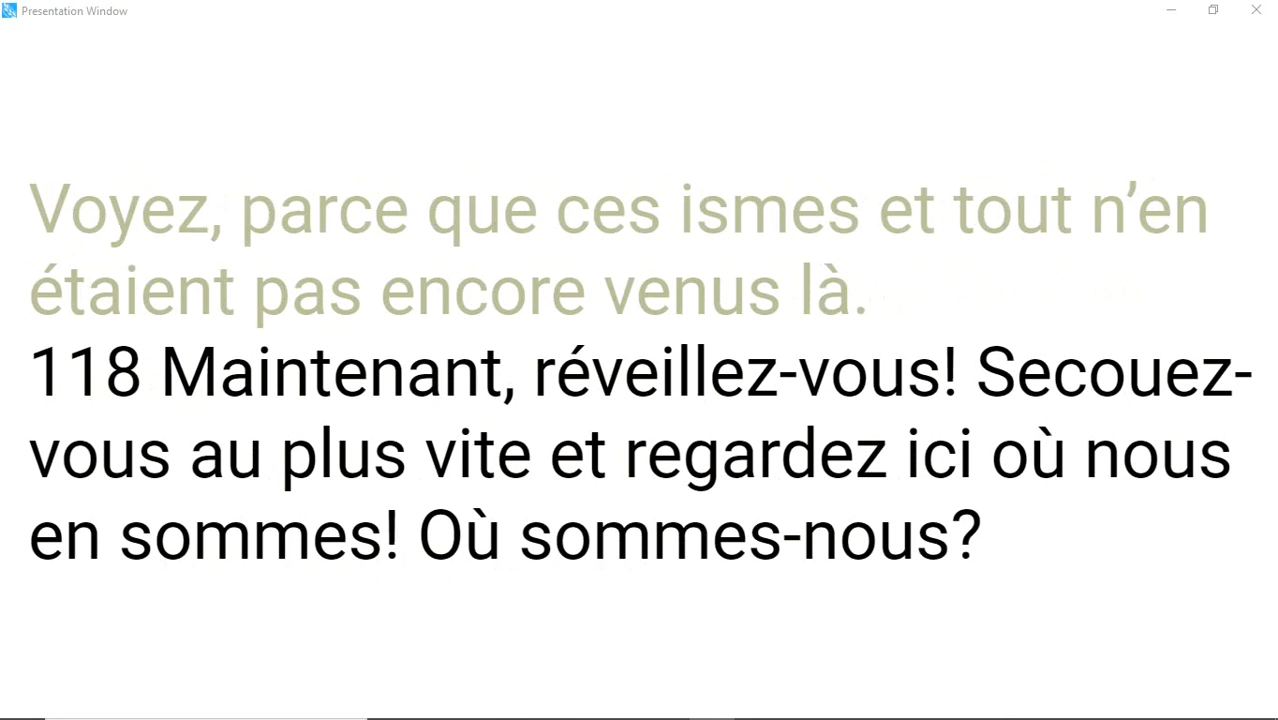 Presentation Window
Voyez, parce que ces ismes et tout n’en
étaient pas encore venus là.
118 Maintenant, réveillez-vous! Secouez-
vous au plus vite et regardez ici où nous
en sommes! Où sommes-nous?